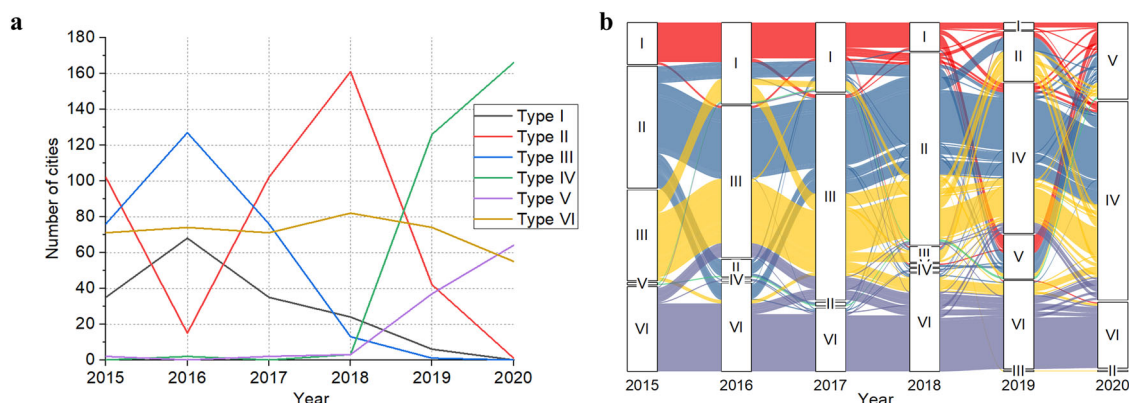 a
180
160
140
120
100
80
60
40
20
0
Number of cities
2015 2016 2017 2018 2019 2020
Year
Type I
Type II
Type III
Type IV
Type V
Type VI
b
I
II
III
V
VI
I
III
II
IV
VI
I
III
II
VI
I
II
III
IV
VI
I
II
IV
V
VI
III
V
IV
VI
II
2015 2016 2017 2018 2019 2020
Year